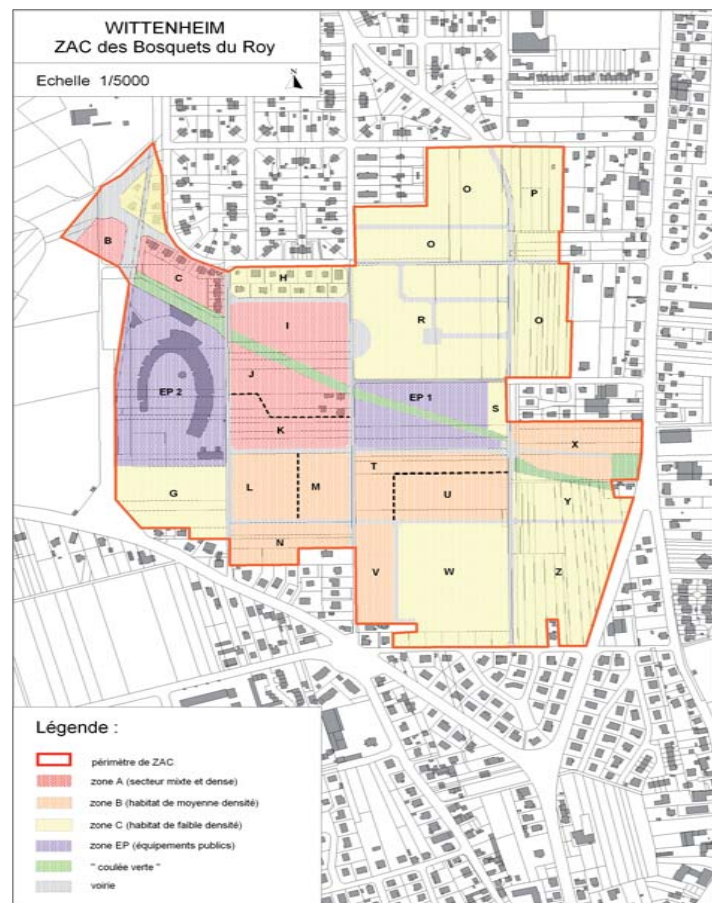 WITTENHEIM
ZAC des Bosquets du Roy
Echelle 1/5000
N
O
P
O
B
C
H
R
O
I
J
EP 2
EP 1
S
K
X
T
G
L
M
U
Y
N
V
W
Z
Légende :
périmètre de ZAC
zone A (secteur mixte et dense)
zone B (habitat de moyenne densité)
zone C (habitat de faible densité)
zone EP (équipements publics)
" coulée verte "
voirie